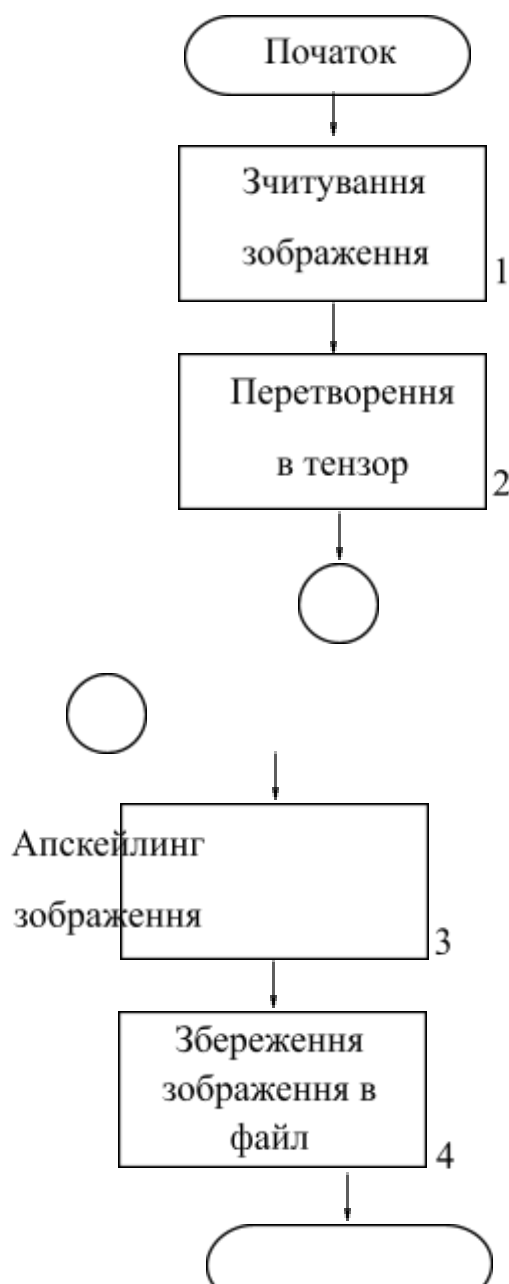 Початок
Зчитування
зображення
1
Перетворення
в тензор
2
Апскейлинг
зображення
3
Збереження
зображення в
файл
4